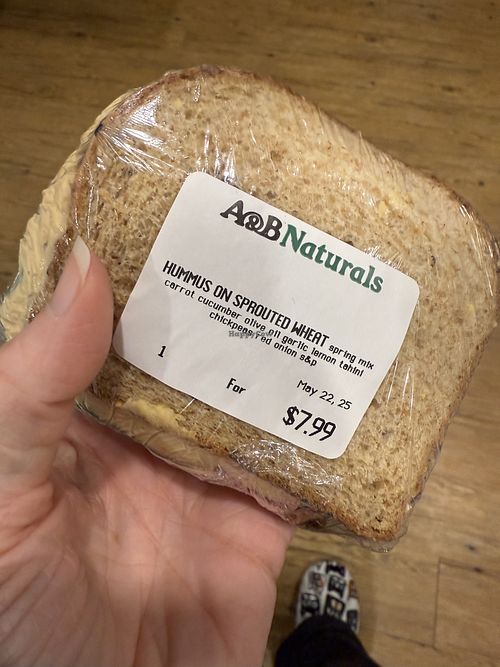 A&B Naturals
HUMMUS ON SPROUTED WHEAT spring mix
carrot cucumber olive oil garlic lemon tahini
chickpeas red onion s&p
1
For
May 22, 25
$7.99